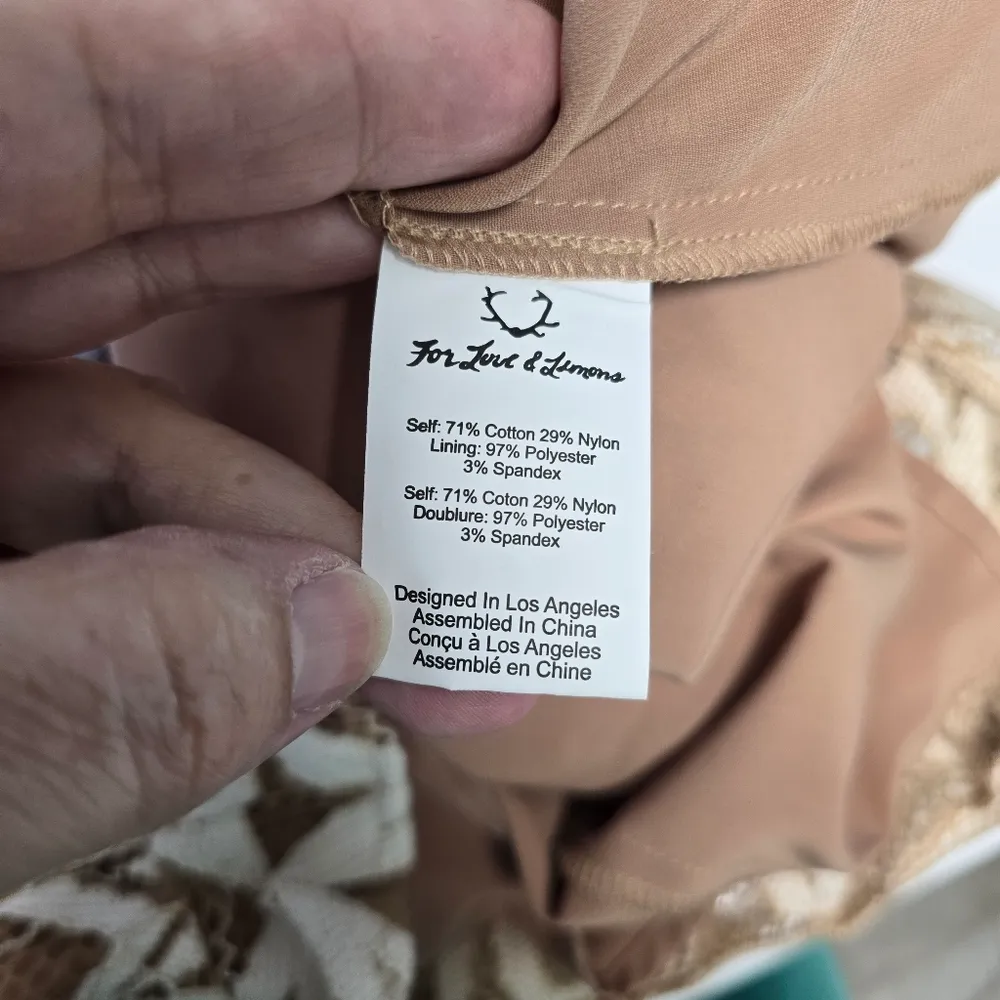 For Love & Lemons
Self: 71% Cotton 29% Nylon
Lining: 97% Polyester
3% Spandex
Self: 71% Coton 29% Nylon
Doublure: 97% Polyester
3% Spandex
Designed In Los Angeles
Assembled In China
Conçu à Los Angeles
Assemblé en Chine